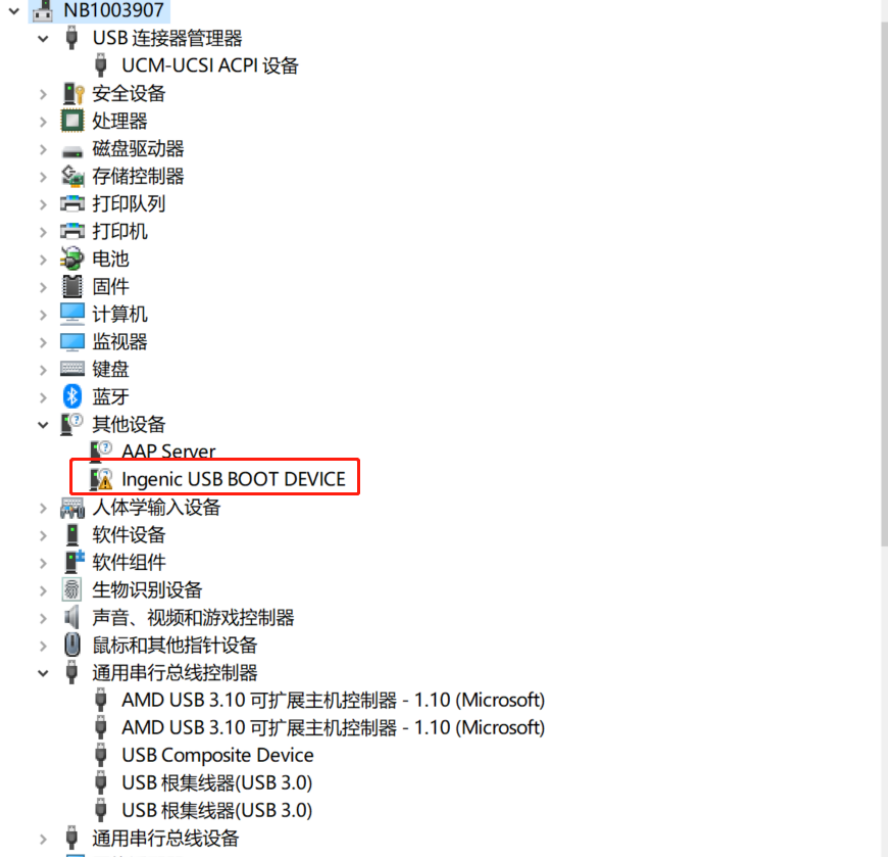 NB1003907
USB 连接器管理器
UCM-UCSI ACPI 设备
安全设备
处理器
磁盘驱动器
存储控制器
打印队列
打印机
电池
固件
计算机
监视器
键盘
蓝牙
其他设备
AAP Server
Ingenic USB BOOT DEVICE
人体学输入设备
软件设备
软件组件
生物识别设备
声音、视频和游戏控制器
鼠标和其他指针设备
通用串行总线控制器
AMD USB 3.10 可扩展主机控制器 - 1.10 (Microsoft)
AMD USB 3.10 可扩展主机控制器 - 1.10 (Microsoft)
USB Composite Device
USB 根集线器(USB 3.0)
USB 根集线器(USB 3.0)
通用串行总线设备